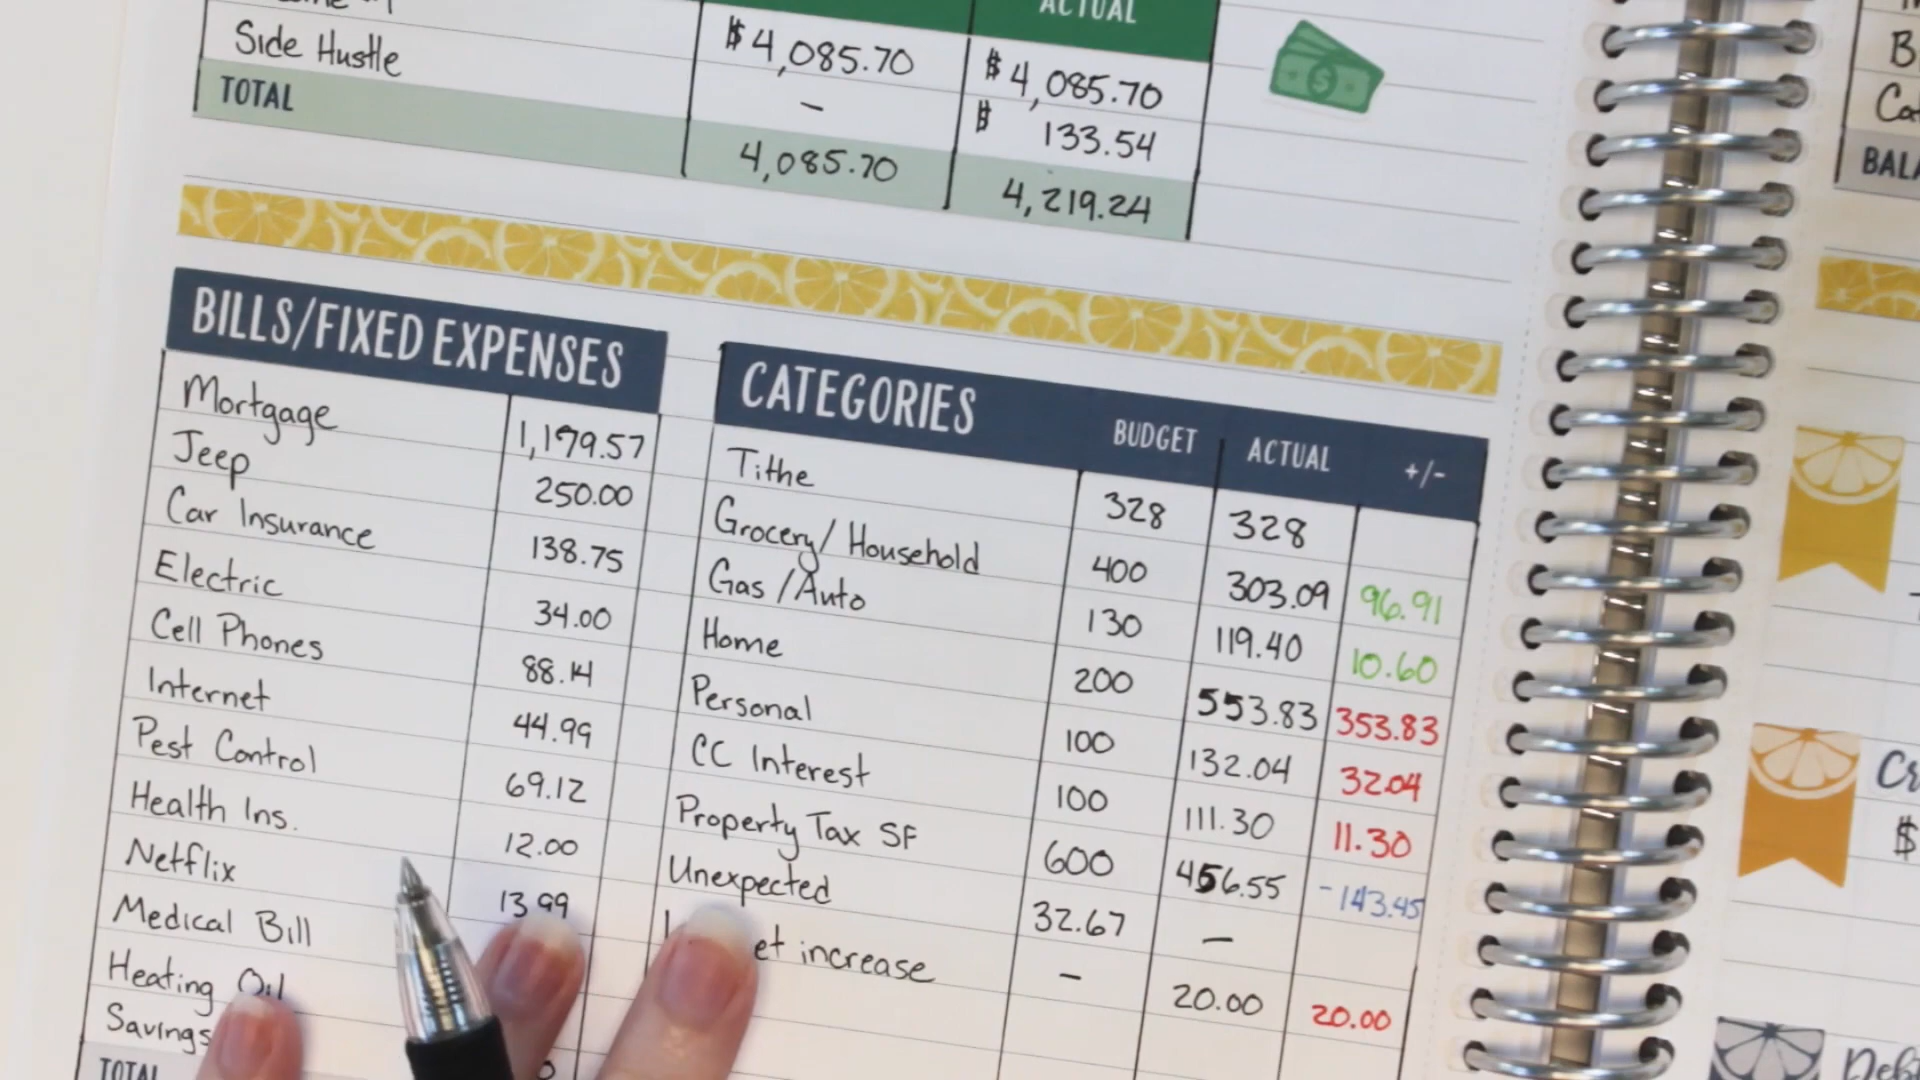 ACTUAL
$4,085.70 $4,085.70
Side Hustle - $ 133.54
TOTAL 4,085.70 4,219.24
BILLS/FIXED EXPENSES
Mortgage 1,179.57
Jeep 250.00
Car Insurance 138.75
Electric 34.00
Cell Phones 88.14
Internet 44.99
Pest Control 69.12
Health Ins. 12.00
Netflix 13.99
Medical Bill
Heating Oil
Savings
TOTAL
CATEGORIES BUDGET ACTUAL +/-
Tithe 328 328
Grocery/Household 400 303.09 96.91
Gas/Auto 130 119.40 10.60
Home 200 553.83 353.83
Personal 100 132.04 32.04
CC Interest 100 111.30 11.30
Property Tax SF 600 456.55 -143.45
Unexpected 32.67 -
increase - 20.00 20.00
$